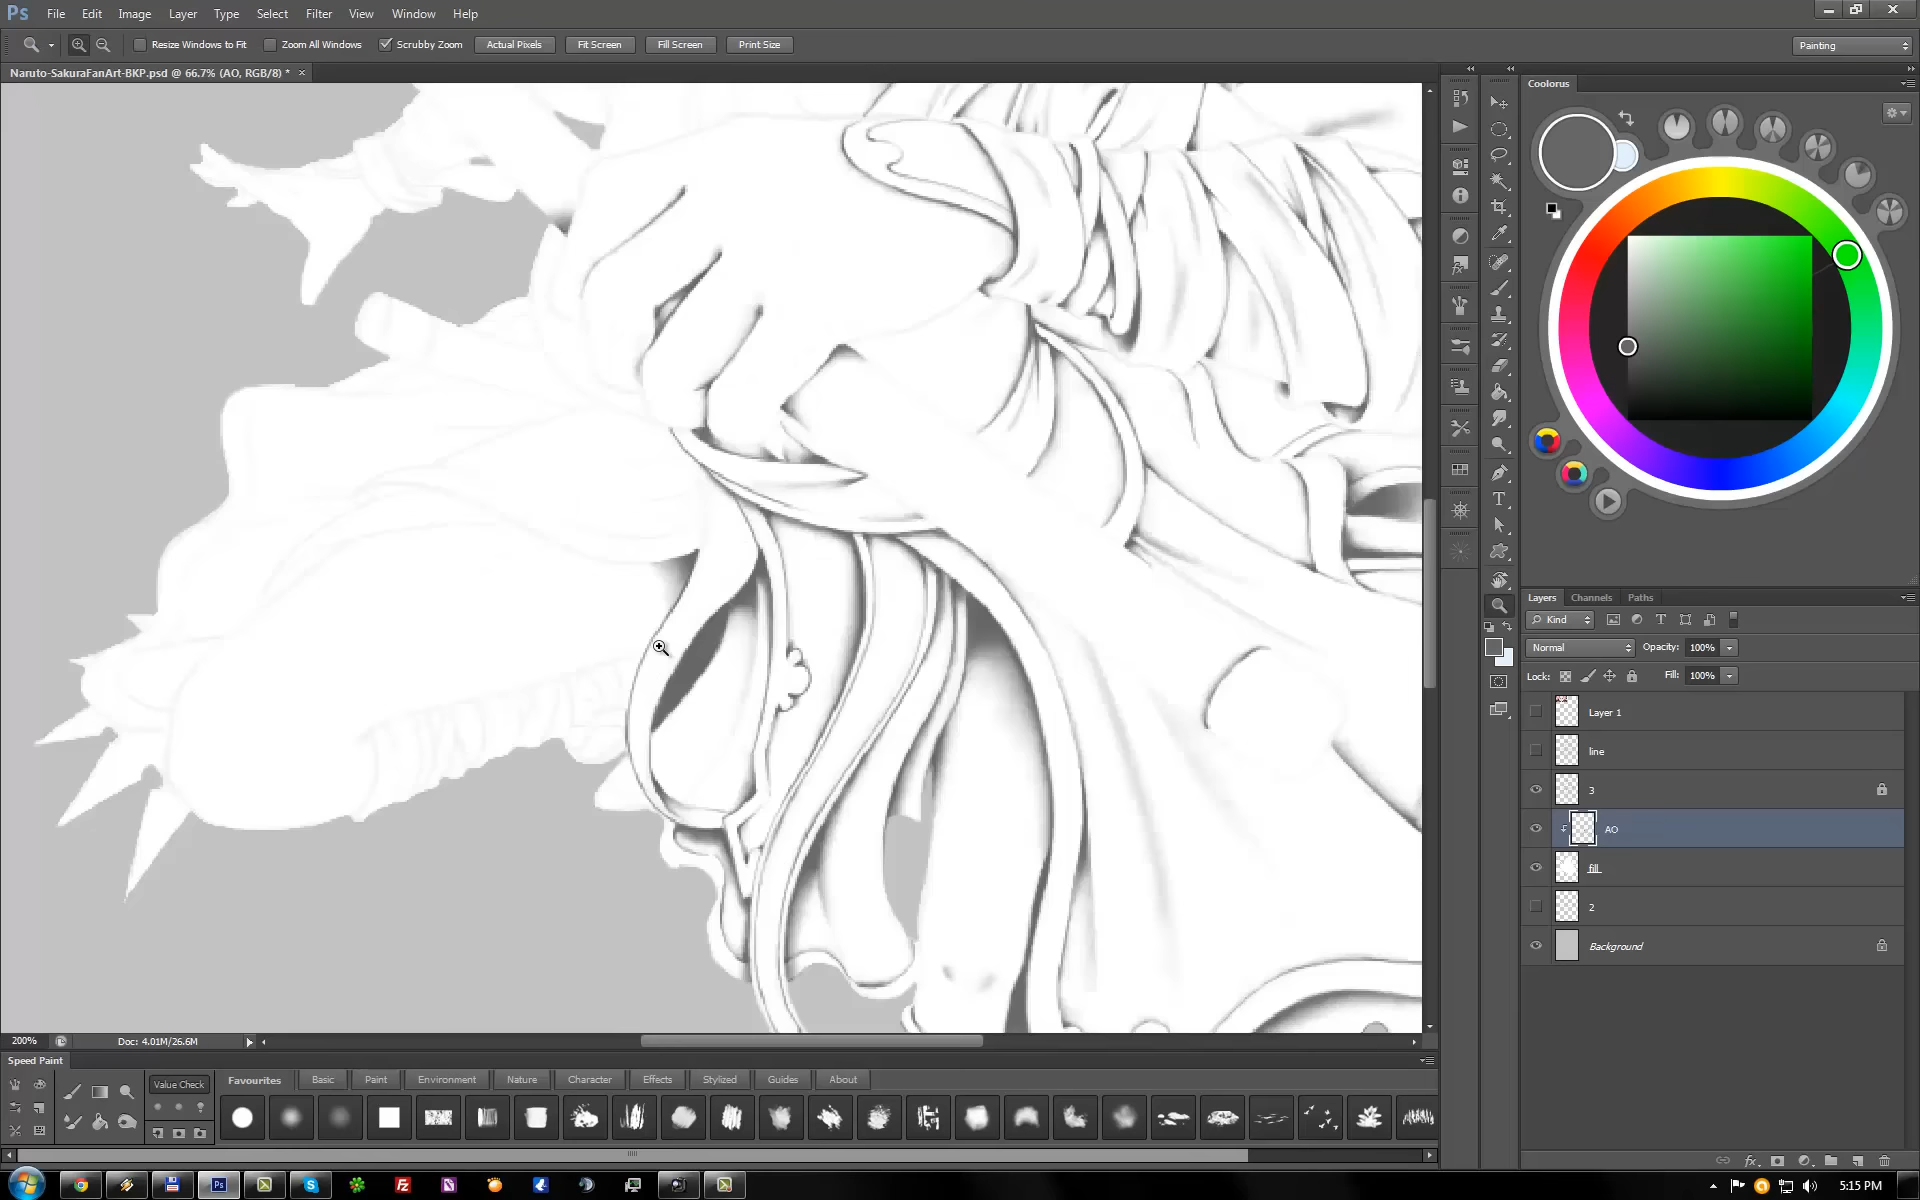 Ps File Edit Image Layer Type Select Filter Analysis View Window Help
Resize Windows to Fit Zoom All Windows Scrubby Zoom Actual Pixels Fit Screen Fill Screen Print Size Painting
Naruto-SakuraFanArt-BKP.psd @ 66.7% (AO, RGB/8) * ×
Coolorus
Layers Channels Paths
Kind
Normal Opacity: 100%
Lock: Fill: 100%
Layer 1
line
3
AO
fill
2
Background
200% Doc: 4.01M/26.6M
Speed Paint
Value Check Favourites Basic Paint Environment Nature Character Effects Stylized Guides About
Ps 5:15 PM